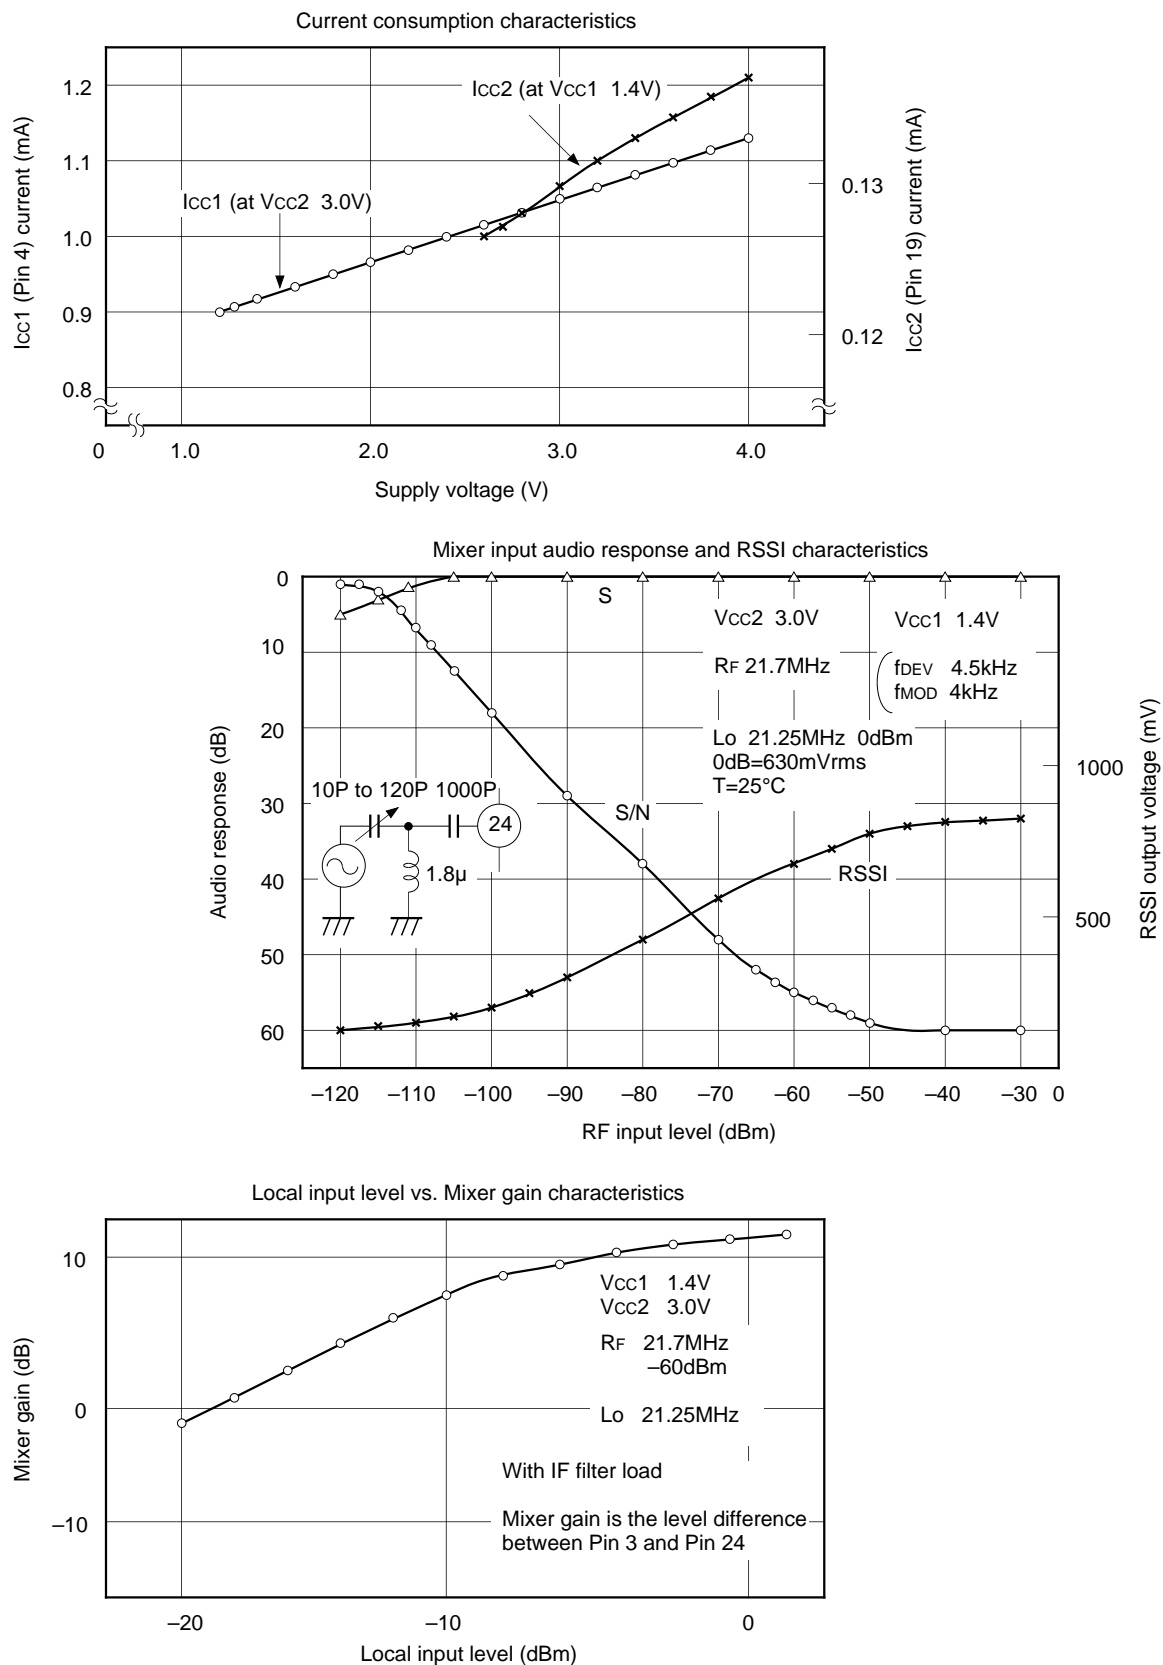 Current consumption characteristics
Icc1 (Pin 4) current (mA)
1.2
1.1
1.0
0.9
0.8
Icc2 (at Vcc1 1.4V)
Icc1 (at Vcc2 3.0V)
0.13
0.12
Icc2 (Pin 19) current (mA)
0 1.0 2.0 3.0 4.0
Supply voltage (V)
Mixer input audio response and RSSI characteristics
Audio response (dB)
0
10
20
30
40
50
60
S
Vcc2 3.0V Vcc1 1.4V
RF 21.7MHz
fDEV 4.5kHz
fMOD 4kHz
Lo 21.25MHz 0dBm
0dB=630mVrms
T=25°C
10P to 120P 1000P
24
1.8μ
S/N
RSSI
1000
500
RSSI output voltage (mV)
–120 –110 –100 –90 –80 –70 –60 –50 –40 –30 0
RF input level (dBm)
Local input level vs. Mixer gain characteristics
Mixer gain (dB)
10
0
–10
Vcc1 1.4V
Vcc2 3.0V
RF 21.7MHz
–60dBm
Lo 21.25MHz
With IF filter load
Mixer gain is the level difference
between Pin 3 and Pin 24
–20 –10 0
Local input level (dBm)